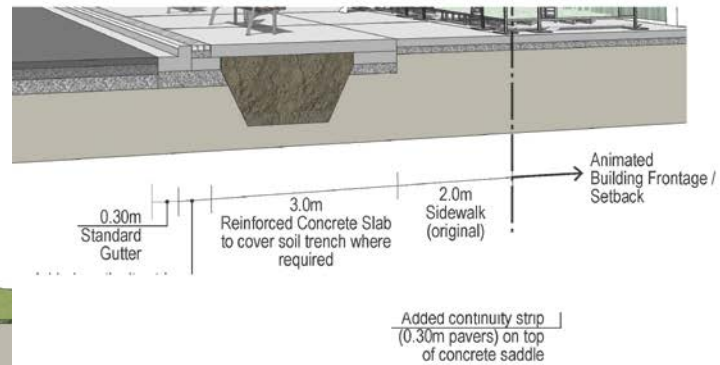 Animated
Building Frontage /
Setback
0.30m
Standard
Gutter
3.0m
Reinforced Concrete Slab
to cover soil trench where
required
2.0m
Sidewalk
(original)
Added continuity strip
(0.30m pavers) on top
of concrete saddle